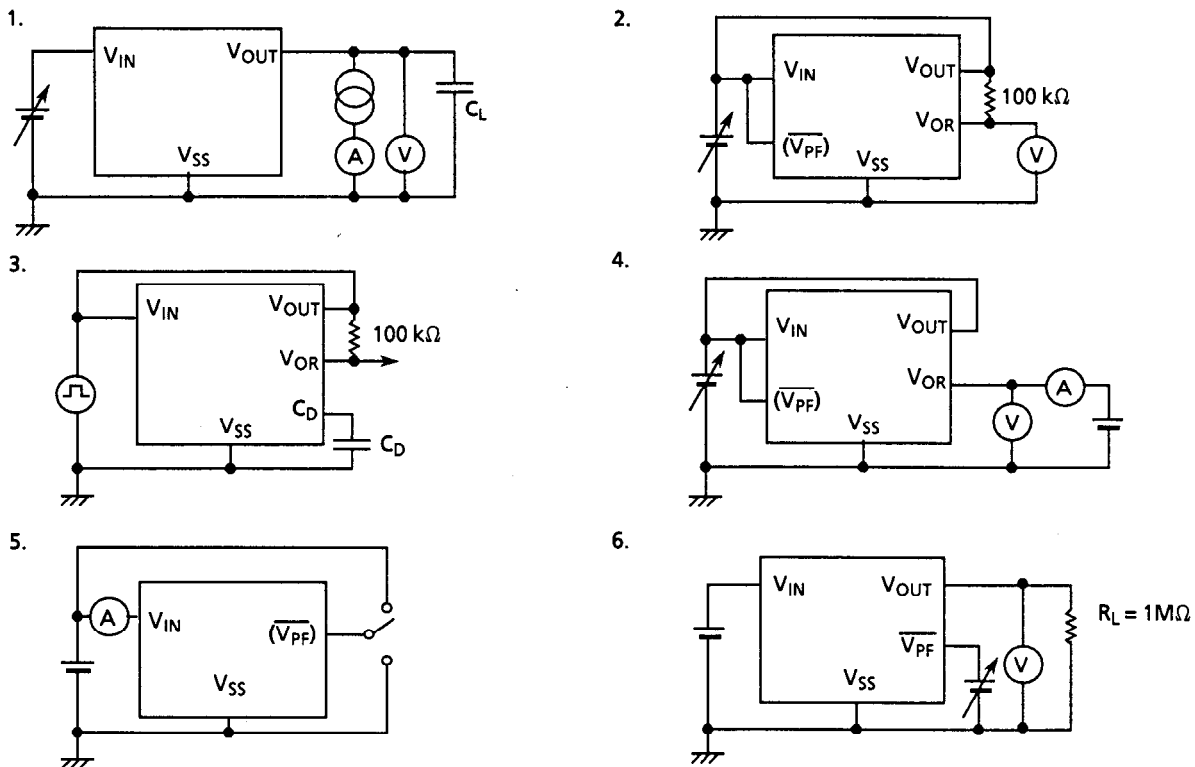 1.
V_IN
V_OUT
A
V
C_L
V_SS
2.
V_IN
V_OUT
100 kΩ
V_OR
(V̅_P̅F̅)
V_SS
V
3.
V_IN
V_OUT
100 kΩ
V_OR
C_D
V_SS
C_D
4.
V_IN
V_OUT
V_OR
A
(V̅_P̅F̅)
V
V_SS
5.
A
V_IN
(V̅_P̅F̅)
V_SS
6.
V_IN
V_OUT
R_L = 1MΩ
V̅_P̅F̅
V
V_SS